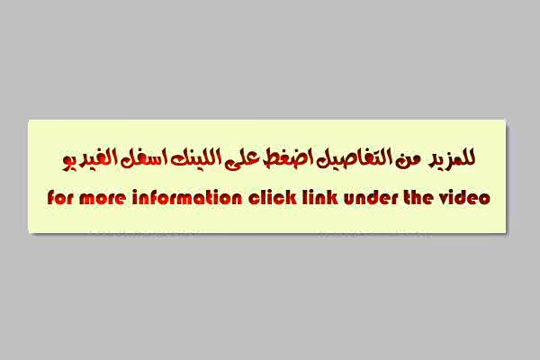 للمزيد من التفاصيل اضغط على اللينك اسفل الفيديو
for more information click link under the video